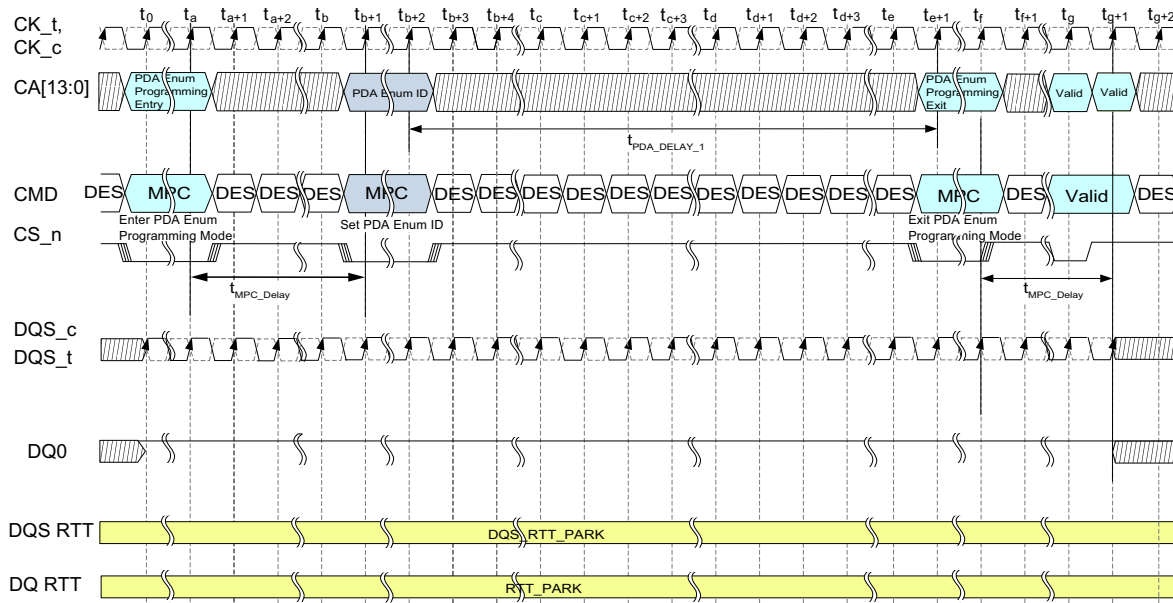 t0 ta ta+1 ta+2 tb tb+1 tb+2 tb+3 tb+4 tc tc+1 tc+2 tc+3 td td+1 td+2 td+3 te te+1 tf tf+1 tg tg+1 tg+2
CK_t,
CK_c
CA[13:0]
PDA Enum
Programming
Entry
PDA Enum ID
PDA Enum
Programming
Exit
Valid
Valid
tPDA_DELAY_1
CMD
DES MPC DES DES DES MPC DES DES DES DES DES DES DES DES DES DES DES MPC DES Valid DES
Enter PDA Enum
Programming Mode
Set PDA Enum ID
Exit PDA Enum
Programming Mode
CS_n
tMPC_Delay
tMPC_Delay
DQS_c
DQS_t
DQ0
DQS RTT
DQS_RTT_PARK
DQ RTT
RTT_PARK